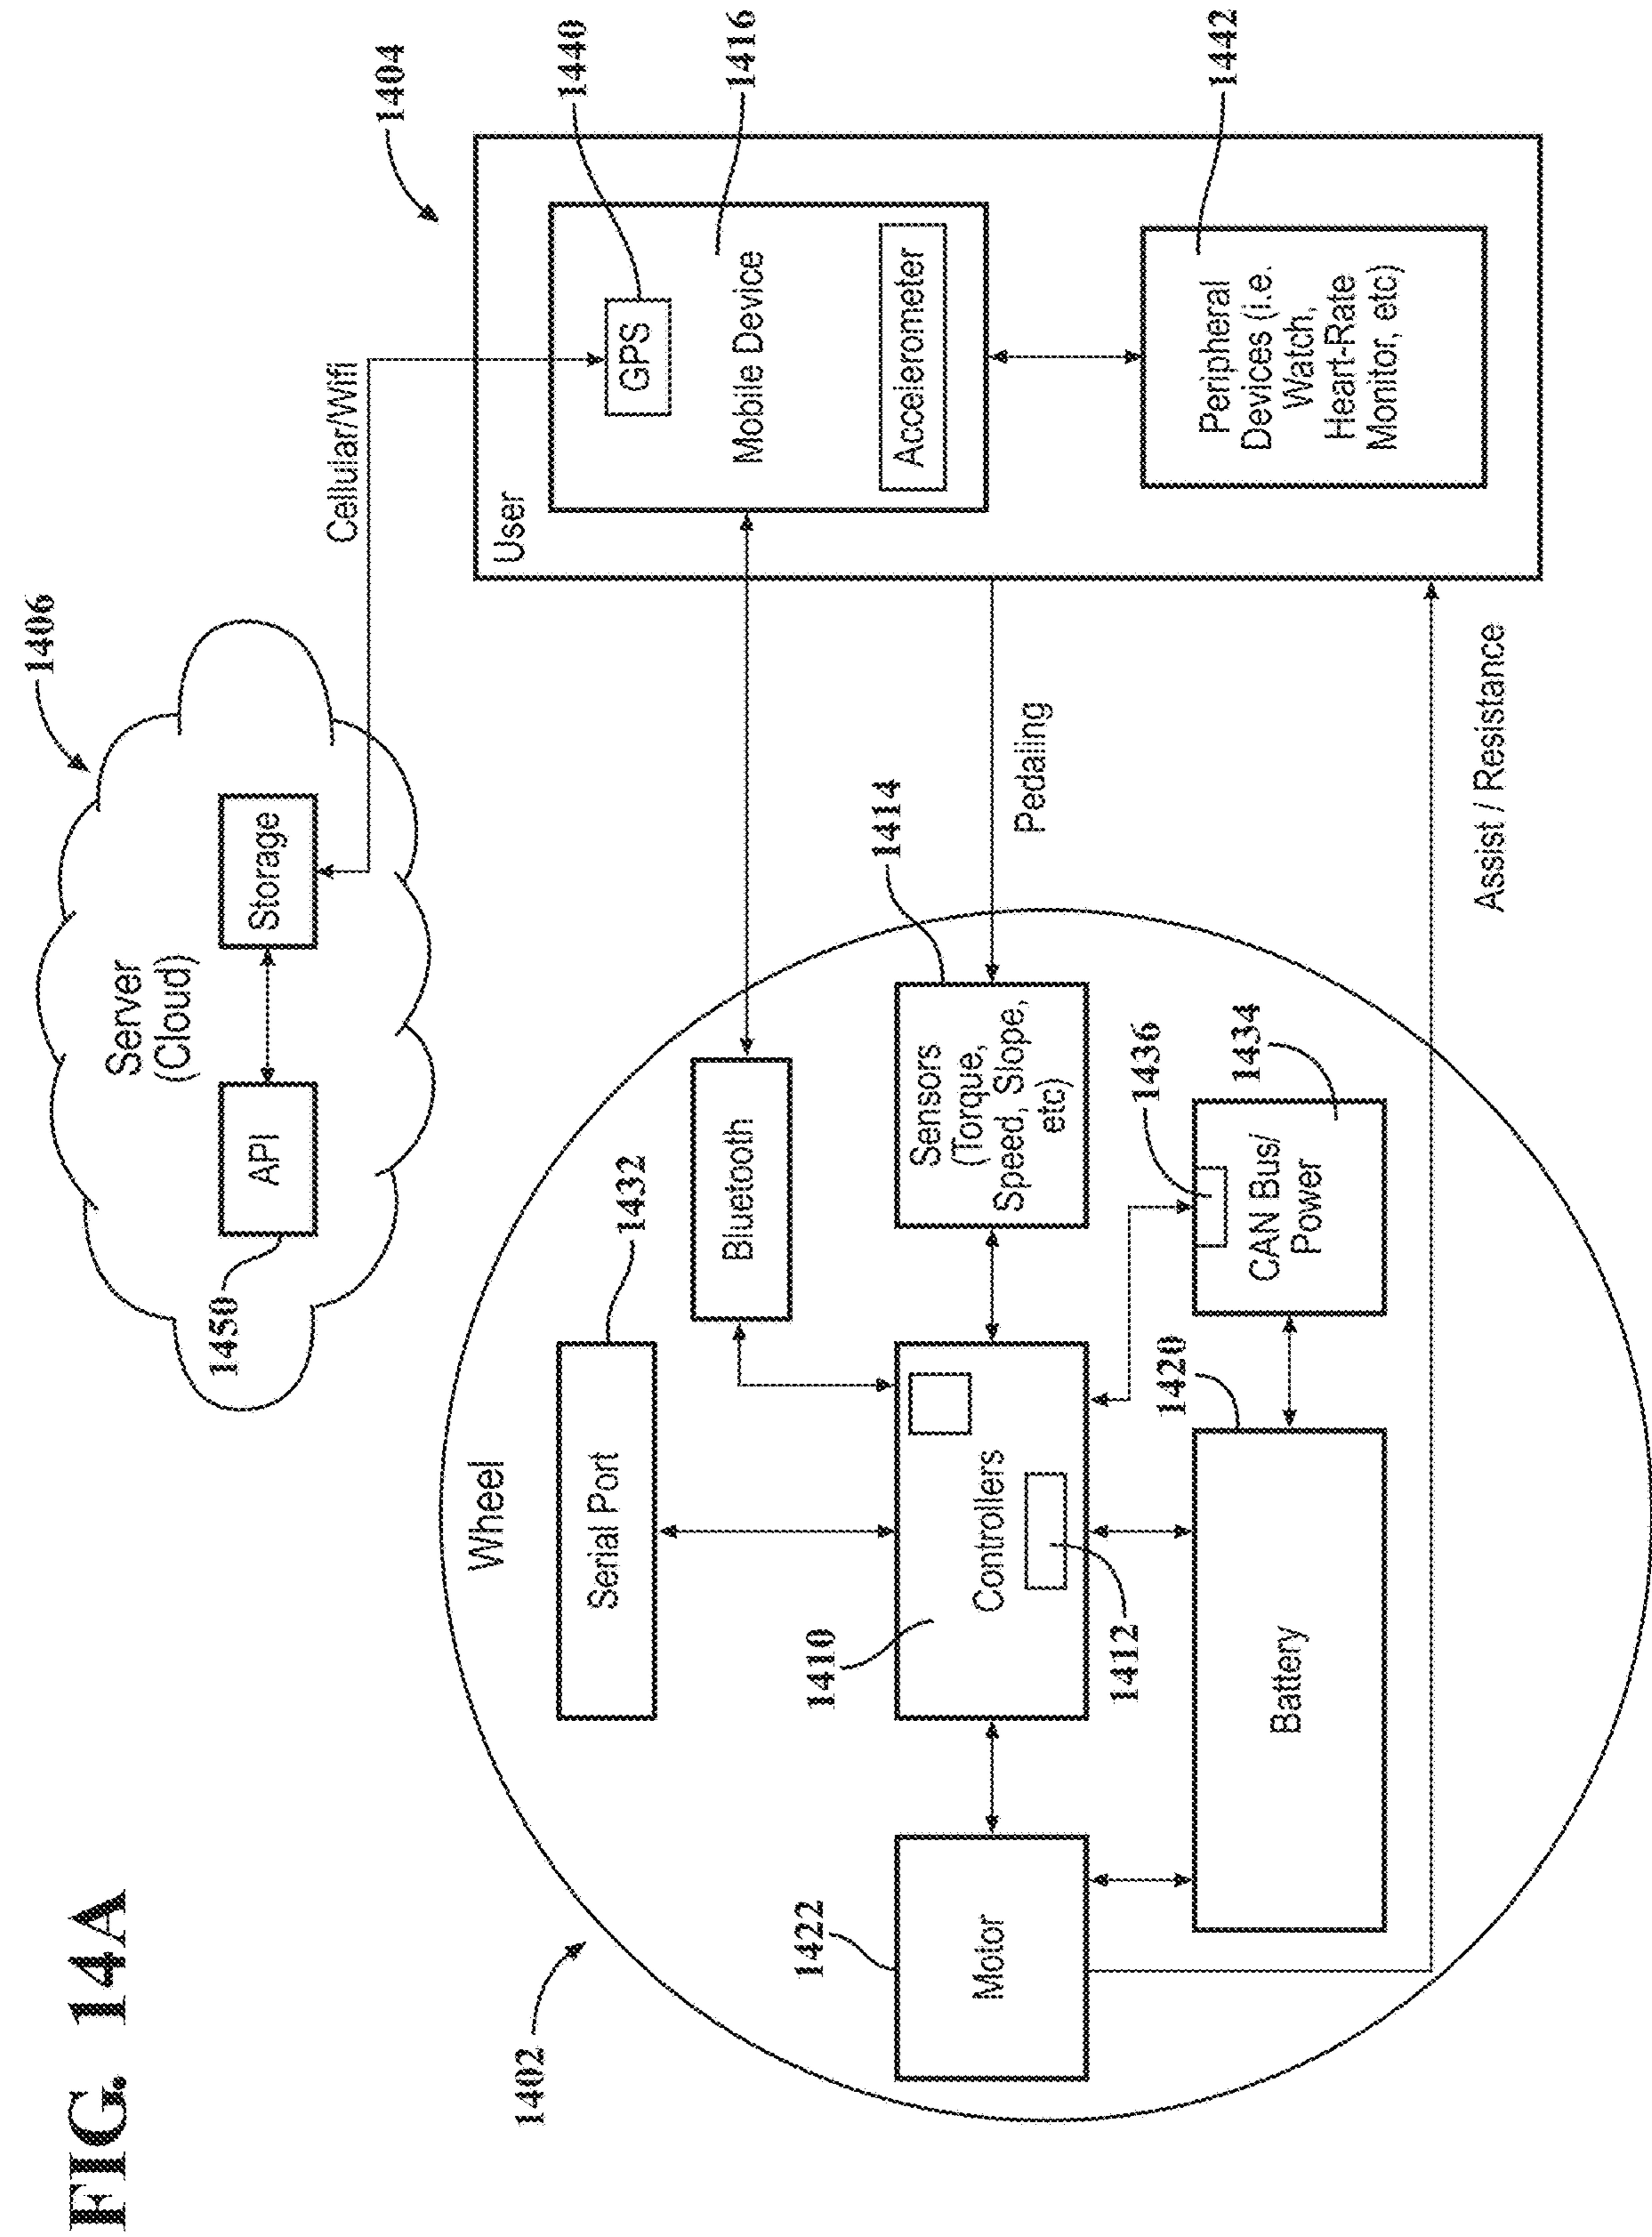 FIG. 14A
1406
Server
(Cloud)
API
Storage
1450
Cellular/Wifi
1404
User
GPS
1440
Mobile Device
1416
Accelerometer
Peripheral
Devices (i.e.
Watch,
Heart-Rate
Monitor, etc)
1442
1402
Wheel
Serial Port
1432
Bluetooth
1410
Controllers
1412
Sensors
(Torque,
Speed, Slope,
etc)
1414
Pedaling
1422
Motor
Battery
1420
CAN Bus/
Power
1436
1434
Assist / Resistance